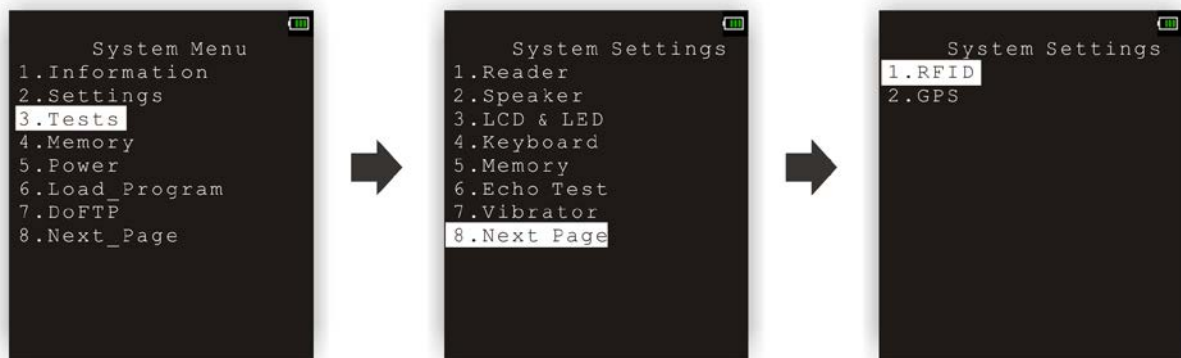 System Menu
1.Information
2.Settings
3.Tests
4.Memory
5.Power
6.Load_Program
7.DoFTP
8.Next_Page
System Settings
1.Reader
2.Speaker
3.LCD & LED
4.Keyboard
5.Memory
6.Echo Test
7.Vibrator
8.Next Page
System Settings
1.RFID
2.GPS